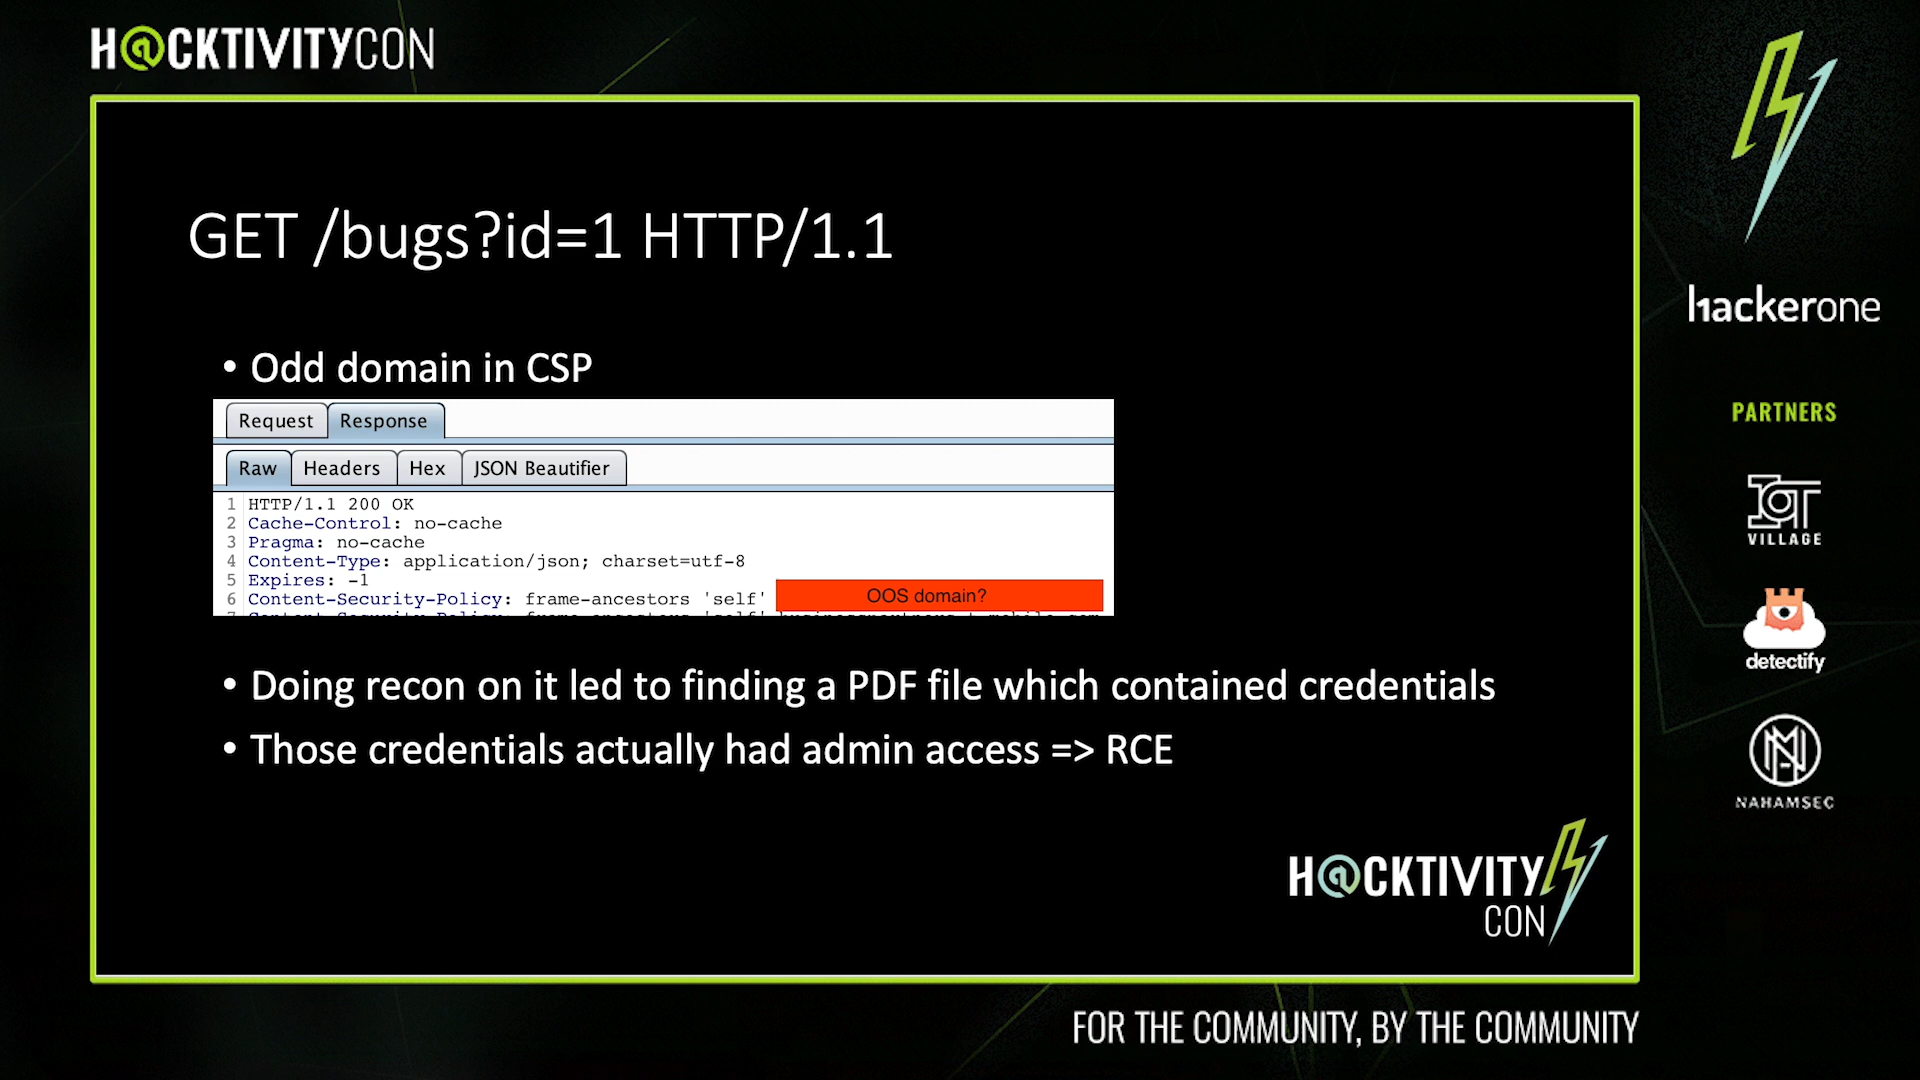 H@CKTIVITYCON
GET /bugs?id=1 HTTP/1.1
• Odd domain in CSP
Request Response
Raw Headers Hex JSON Beautifier
1 HTTP/1.1 200 OK
2 Cache-Control: no-cache
3 Pragma: no-cache
4 Content-Type: application/json; charset=utf-8
5 Expires: -1
6 Content-Security-Policy: frame-ancestors 'self' OOS domain?
• Doing recon on it led to finding a PDF file which contained credentials
• Those credentials actually had admin access => RCE
H@CKTIVITY
CON
hackerone
PARTNERS
IOT
VILLAGE
detectify
NAHAMSEC
FOR THE COMMUNITY, BY THE COMMUNITY